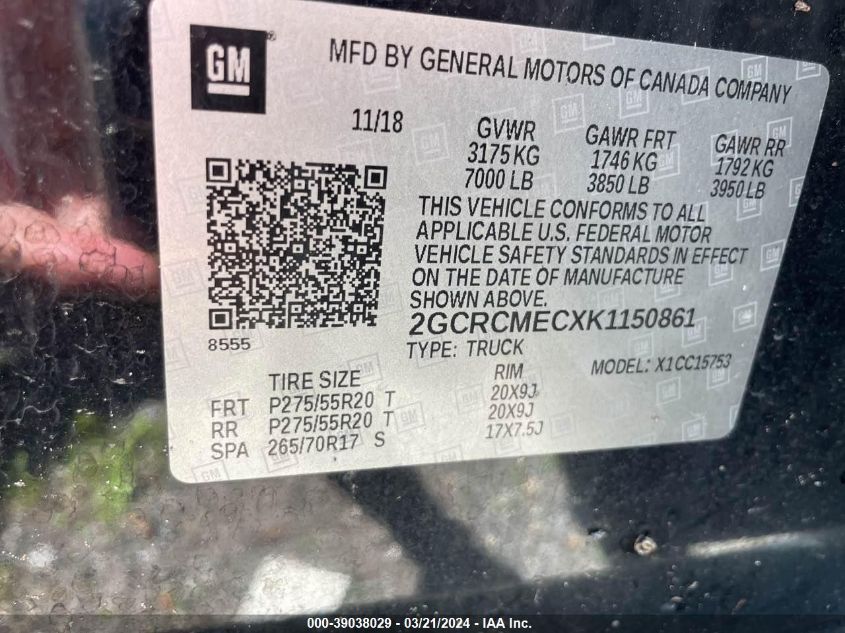 GM
MFD BY GENERAL MOTORS OF CANADA COMPANY
11/18
GVWR
3175 KG
7000 LB
GAWR FRT
1746 KG
3850 LB
GAWR RR
1792 KG
3950 LB
THIS VEHICLE CONFORMS TO ALL
APPLICABLE U.S. FEDERAL MOTOR
VEHICLE SAFETY STANDARDS IN EFFECT
ON THE DATE OF MANUFACTURE
SHOWN ABOVE.
8555
2GCRCMECXK1150861
TYPE: TRUCK
MODEL: X1CC15753
TIRE SIZE RIM
FRT P275/55R20 T 20X9J
RR P275/55R20 T 20X9J
SPA 265/70R17 S 17X7.5J
000-39038029 - 03/21/2024 - IAA Inc.